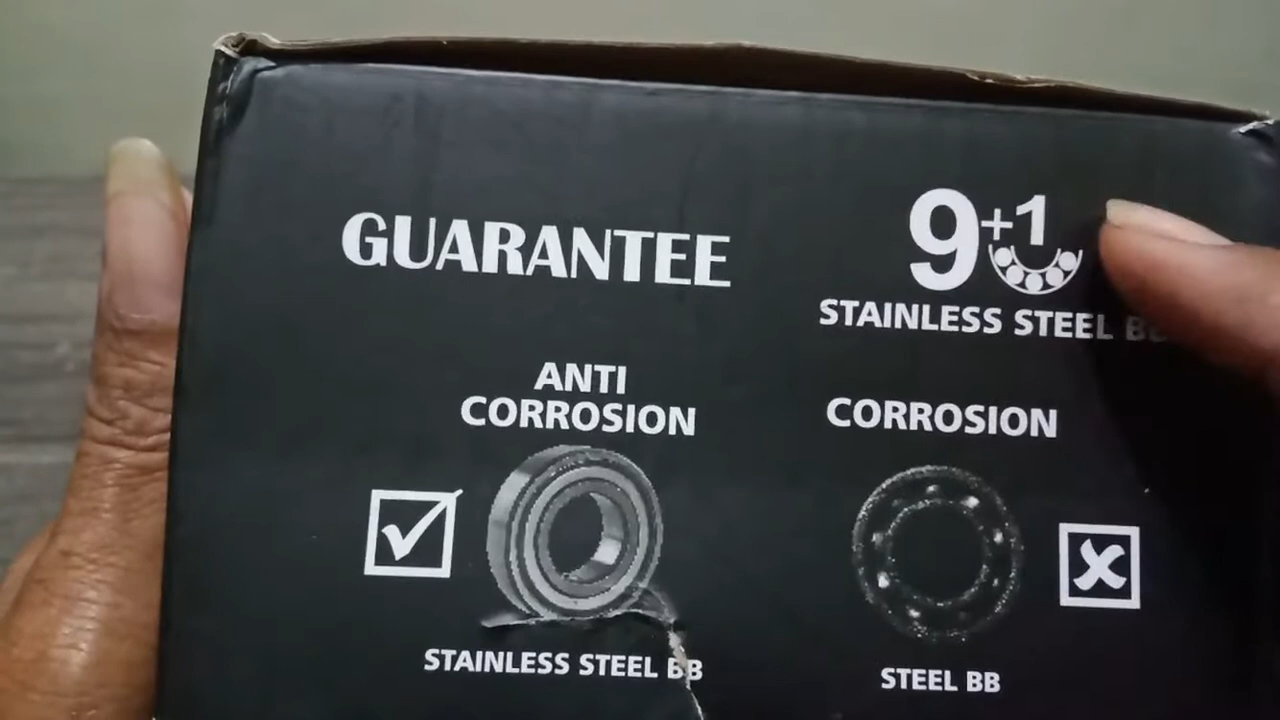 GUARANTEE
9+1
STAINLESS STEEL
ANTI
CORROSION
CORROSION
STAINLESS STEEL BB
STEEL BB